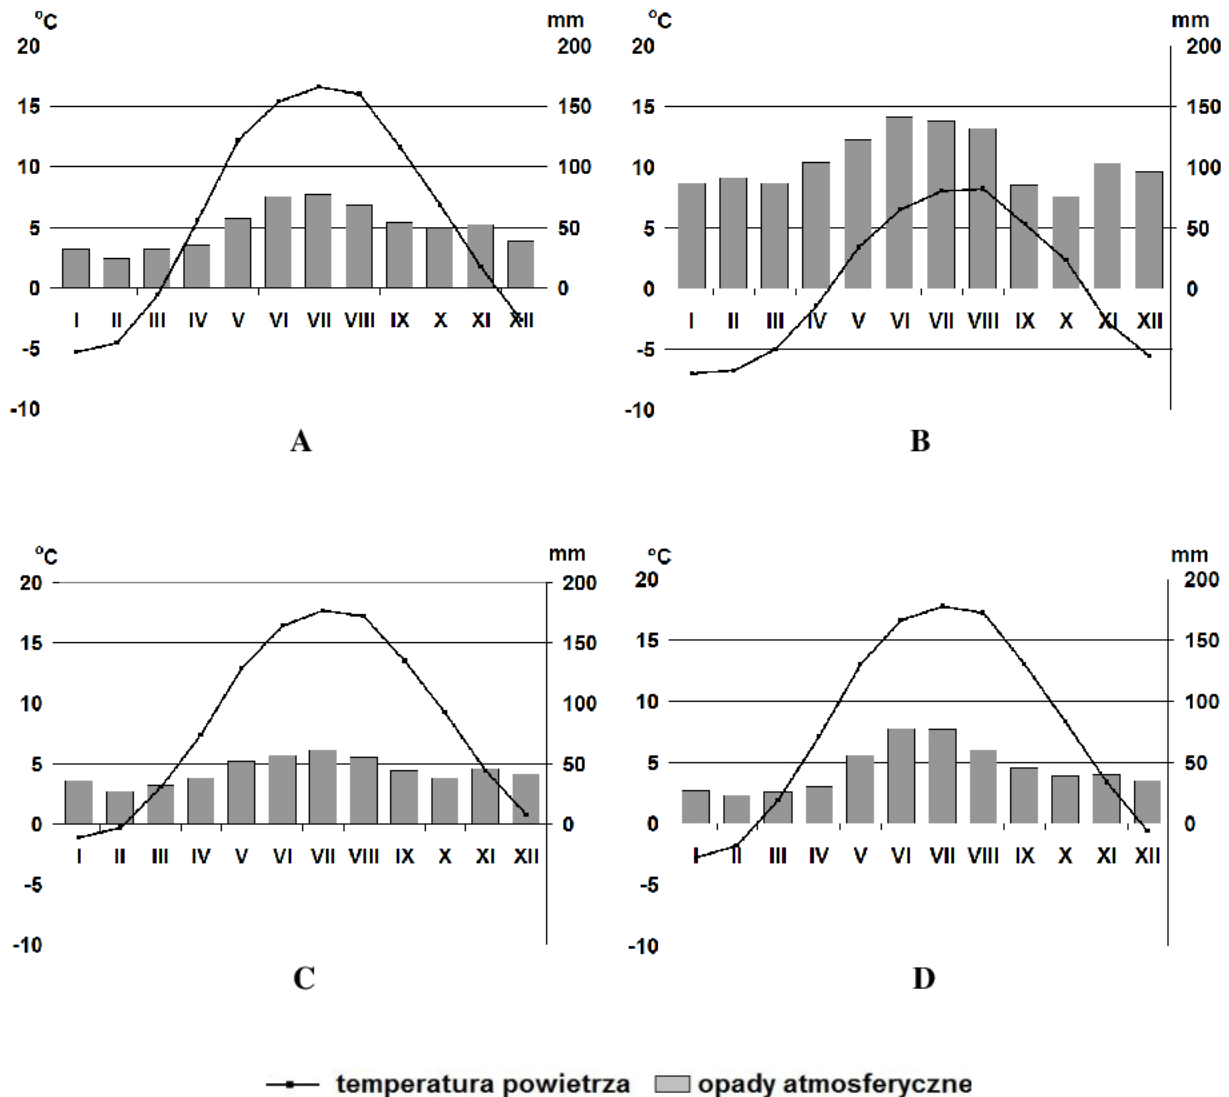 °C mm °C mm
20 200 20 200
15 150 15 150
10 100 10 100
5 50 5 50
0 0 0 0
I II III IV V VI VII VIII IX X XI XII I II III IV V VI VII VIII IX X XI XII
-5 -5
-10 -10
A B
°C mm °C mm
20 200 20 200
15 150 15 150
10 100 10 100
5 50 5 50
0 0 0 0
I II III IV V VI VII VIII IX X XI XII I II III IV V VI VII VIII IX X XI XII
-5 -5
-10 -10
C D
temperatura powietrza opady atmosferyczne